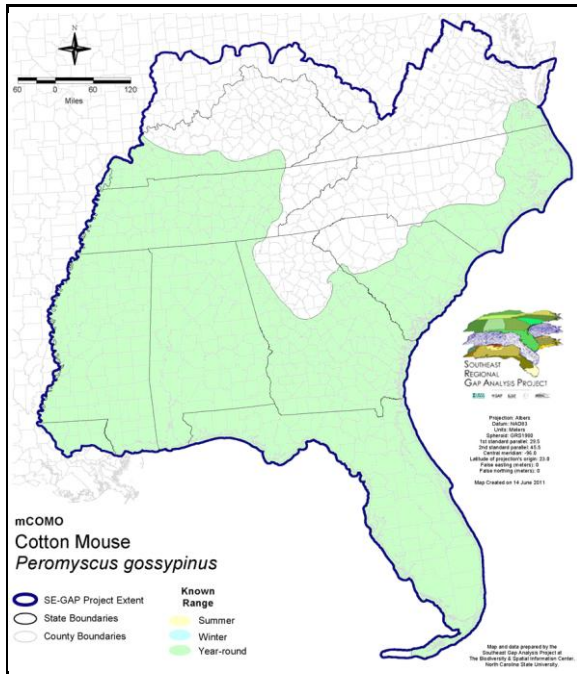 N
60 0 60 120
Miles
SOUTHEAST
REGIONAL
GAP ANALYSIS PROJECT
Projection: Albers
Datum: NAD83
Units: Meters
Spheroid: GRS1980
1st standard parallel: 29.5
2nd standard parallel: 45.5
Central meridian: -96.0
Latitude of projection's origin: 23.0
False easting (meters): 0
False northing (meters): 0
Map Created on 14 June 2011
mCOMO
Cotton Mouse
Peromyscus gossypinus
SE-GAP Project Extent
State Boundaries
County Boundaries
Known
Range
Summer
Winter
Year-round
Map and data prepared by the
Southeast Gap Analysis Project at
The Biodiversity & Spatial Information Center,
North Carolina State University.